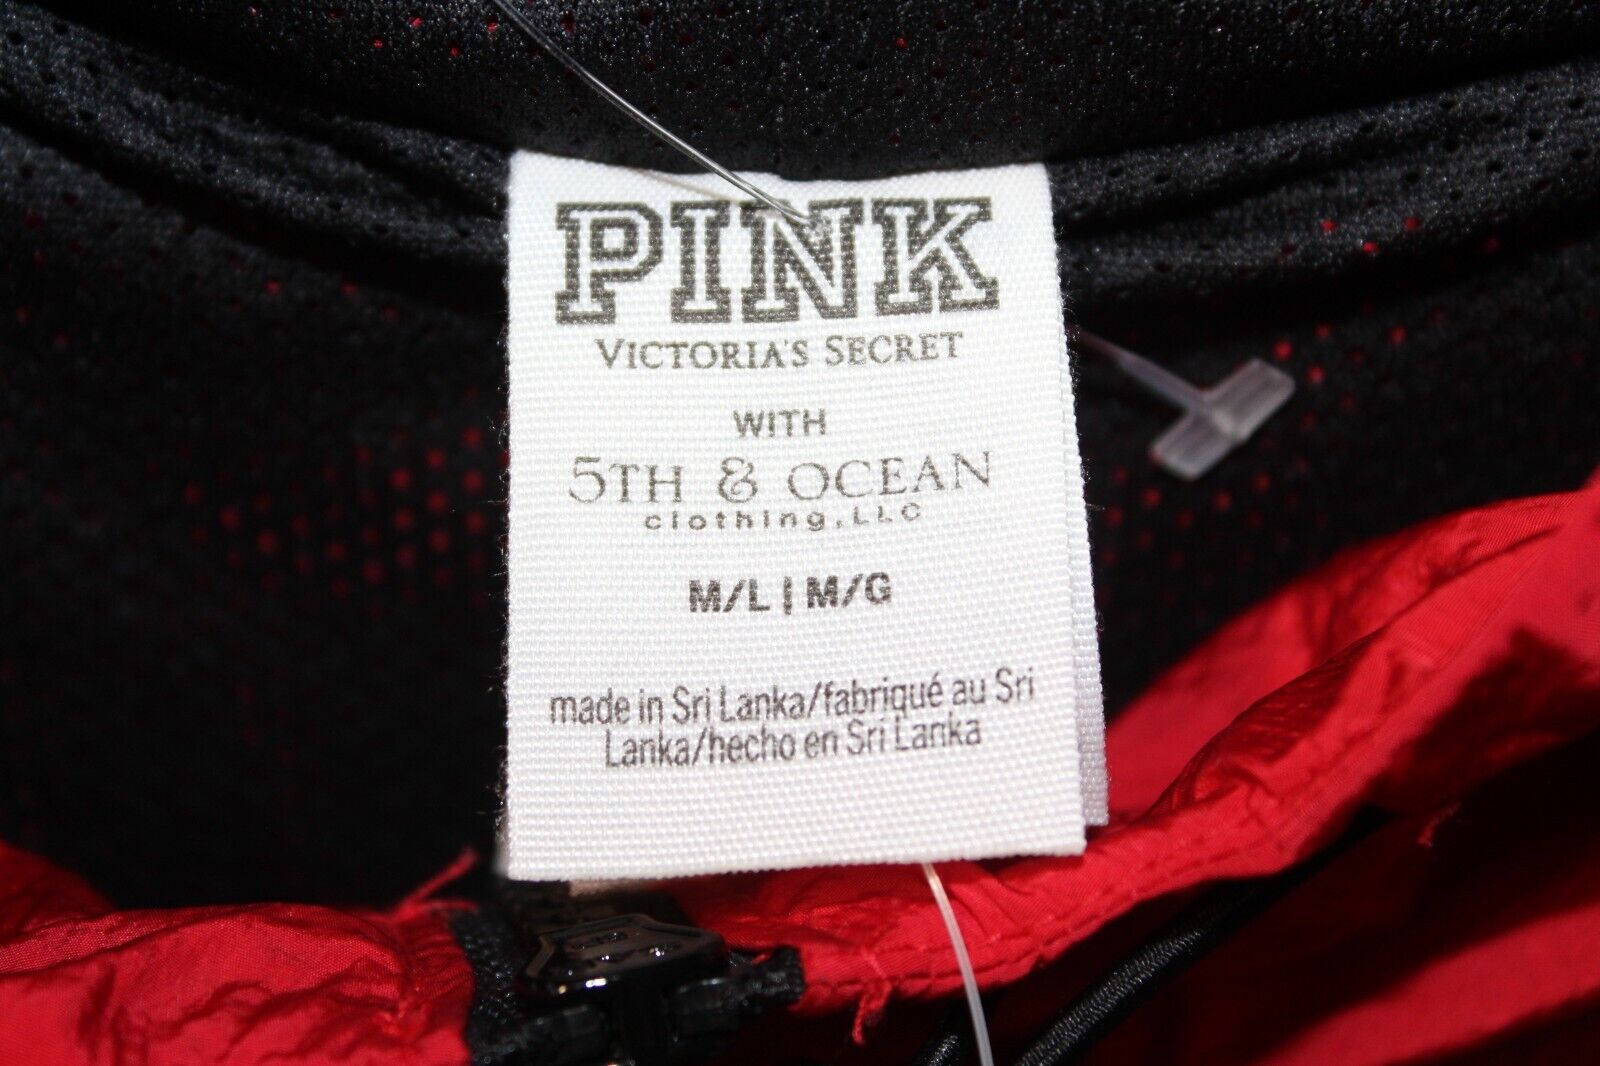 PINK
VICTORIA'S SECRET
WITH
5TH & OCEAN
clothing, LLC
M/L | M/G
made in Sri Lanka/fabriqué au Sri
Lanka/hecho en Sri Lanka